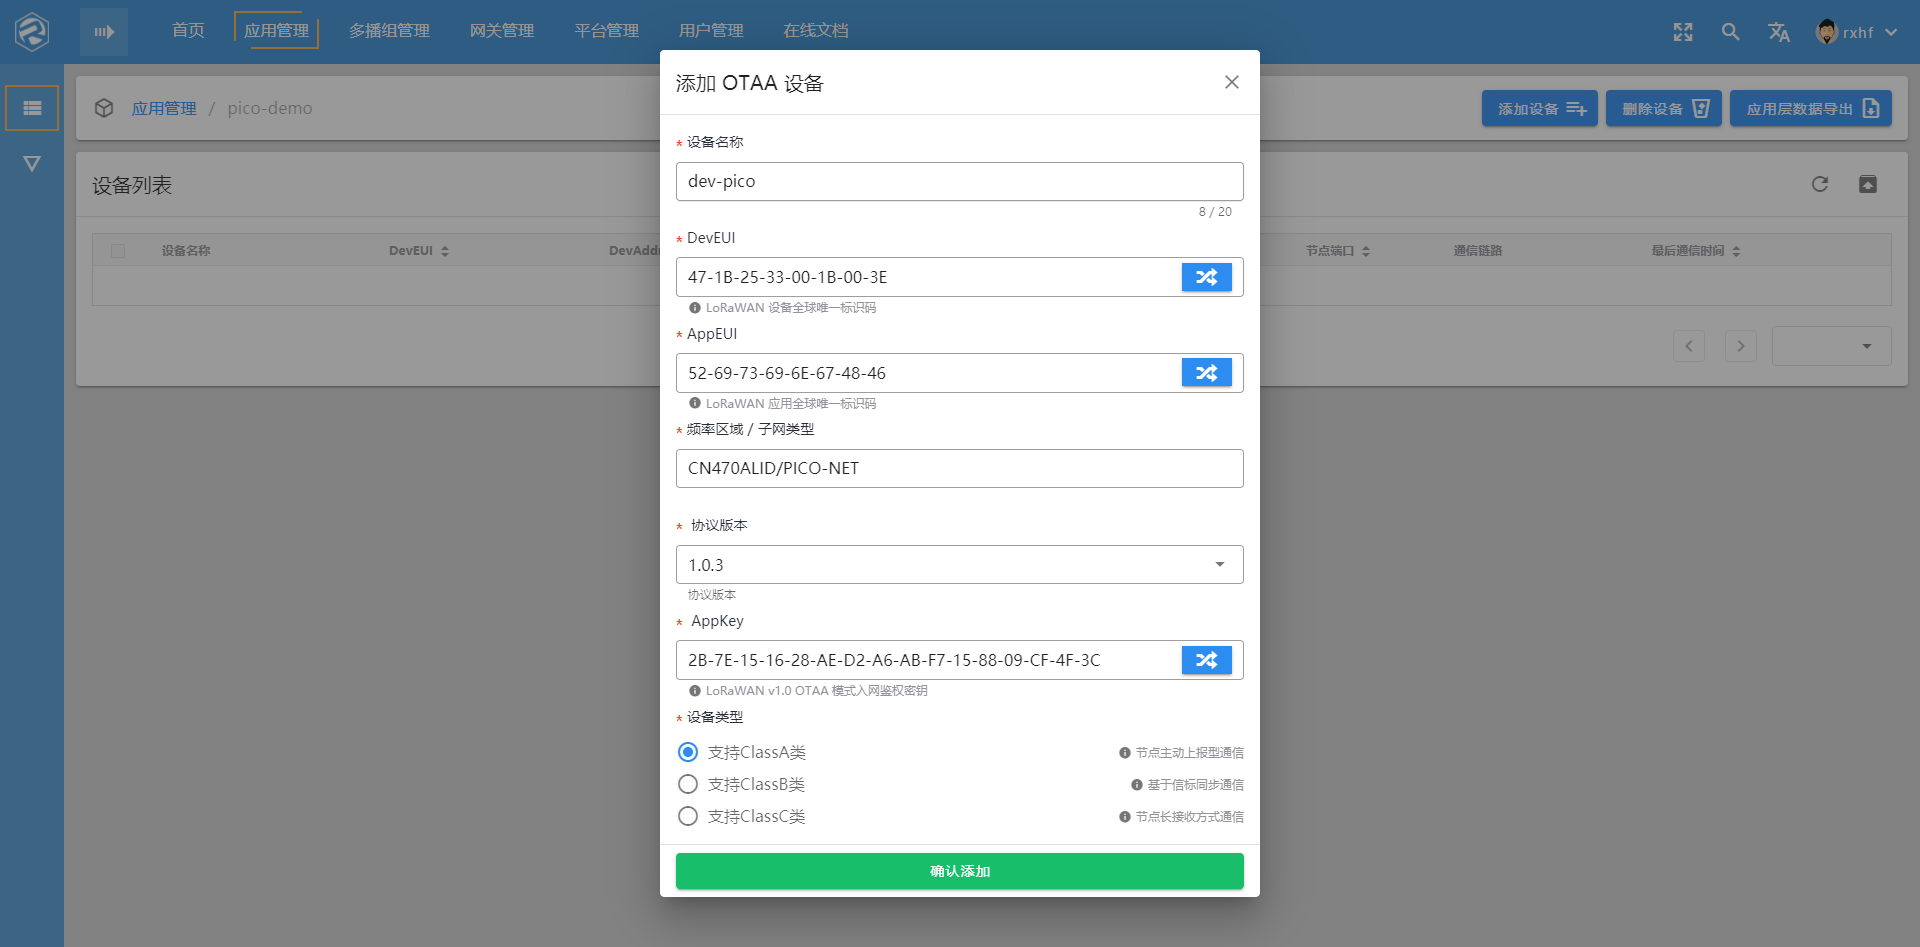 首页 应用管理 多播组管理 网关管理 平台管理 用户管理 在线文档 rxhf
应用管理 / pico-demo 添加设备 删除设备 应用层数据导出
设备列表
设备名称 DevEUI DevAddr 节点端口 通信链路 最后通信时间
添加 OTAA 设备
* 设备名称
dev-pico
8 / 20
* DevEUI
47-1B-25-33-00-1B-00-3E
LoRaWAN 设备全球唯一标识码
* AppEUI
52-69-73-69-6E-67-48-46
LoRaWAN 应用全球唯一标识码
* 频率区域 / 子网类型
CN470ALID/PICO-NET
* 协议版本
1.0.3
协议版本
* AppKey
2B-7E-15-16-28-AE-D2-A6-AB-F7-15-88-09-CF-4F-3C
LoRaWAN v1.0 OTAA 模式入网鉴权密钥
* 设备类型
支持ClassA类 节点主动上报型通信
支持ClassB类 基于信标同步通信
支持ClassC类 节点长接收方式通信
确认添加